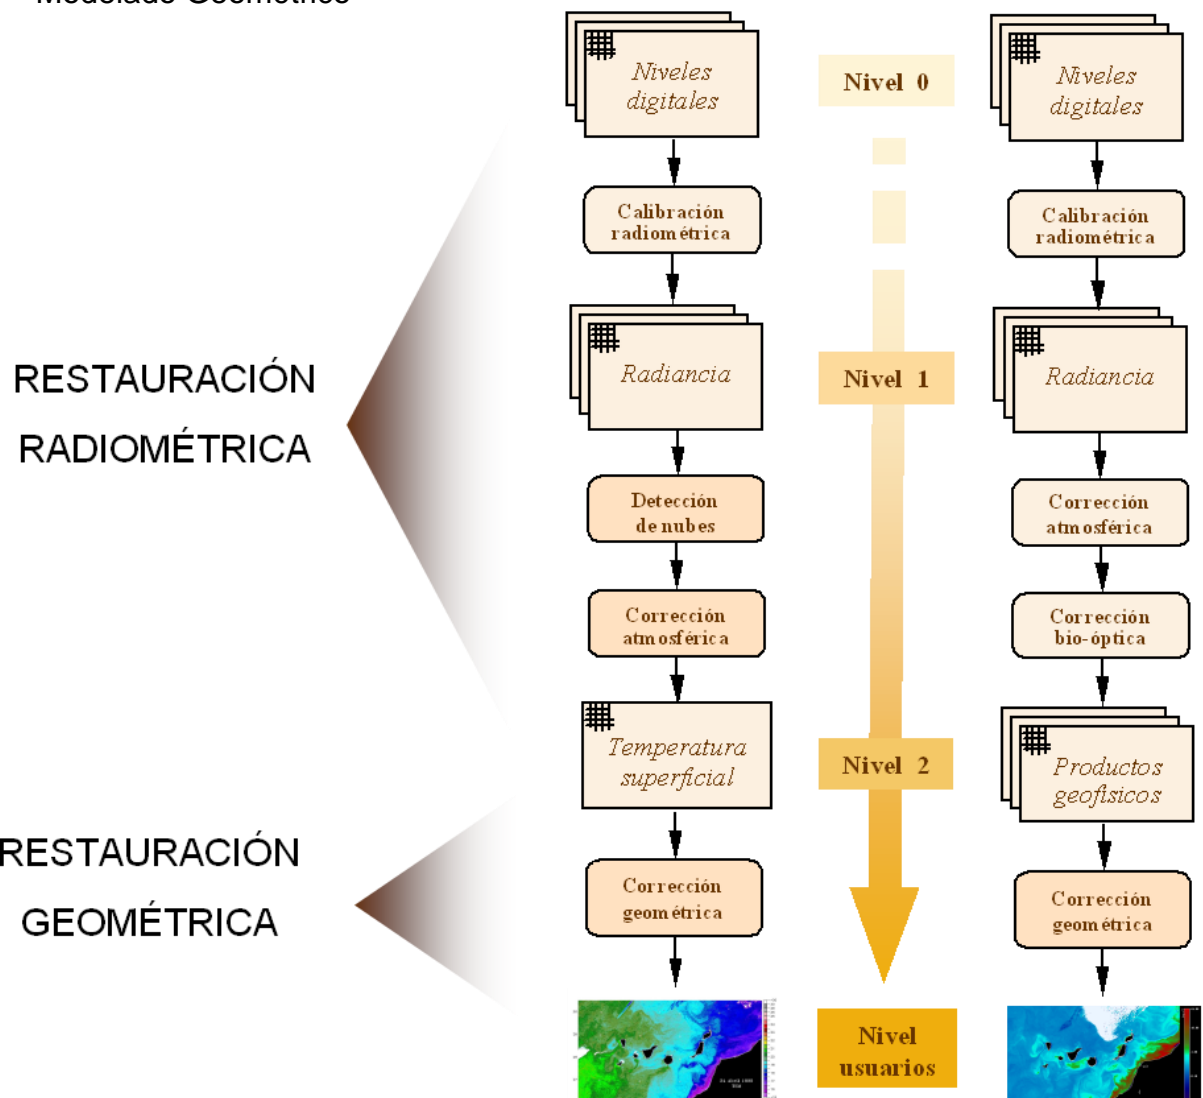 Modelado Geométrico
Niveles
digitales
Calibración
radiométrica
Radiancia
Detección
de nubes
Corrección
atmosférica
Temperatura
superficial
Corrección
geométrica
Nivel 0
Nivel 1
Nivel 2
Nivel
usuarios
Niveles
digitales
Calibración
radiométrica
Radiancia
Corrección
atmosférica
Corrección
bio-óptica
Productos
geofísicos
Corrección
geométrica
RESTAURACIÓN
RADIOMÉTRICA
RESTAURACIÓN
GEOMÉTRICA